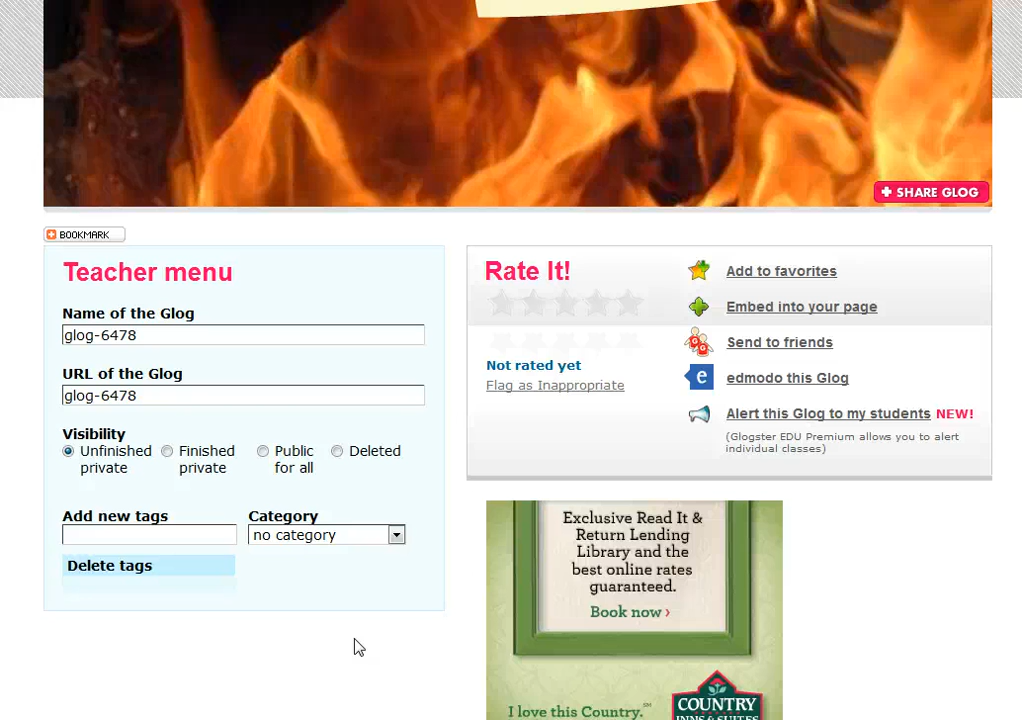 SHARE GLOG
BOOKMARK
Teacher menu
Name of the Glog
glog-6478
URL of the Glog
glog-6478
Visibility
Unfinished private
Finished private
Public for all
Deleted
Add new tags
Category
no category
Delete tags
Rate It!
Not rated yet
Flag as Inappropriate
Add to favorites
Embed into your page
Send to friends
e
edmodo this Glog
Alert this Glog to my students NEW!
(Glogster EDU Premium allows you to alert
individual classes)
Exclusive Read It &
Return Lending
Library and the
best online rates
guaranteed.
Book now ›
I love this Country.℠
COUNTRY
INNS & SUITES